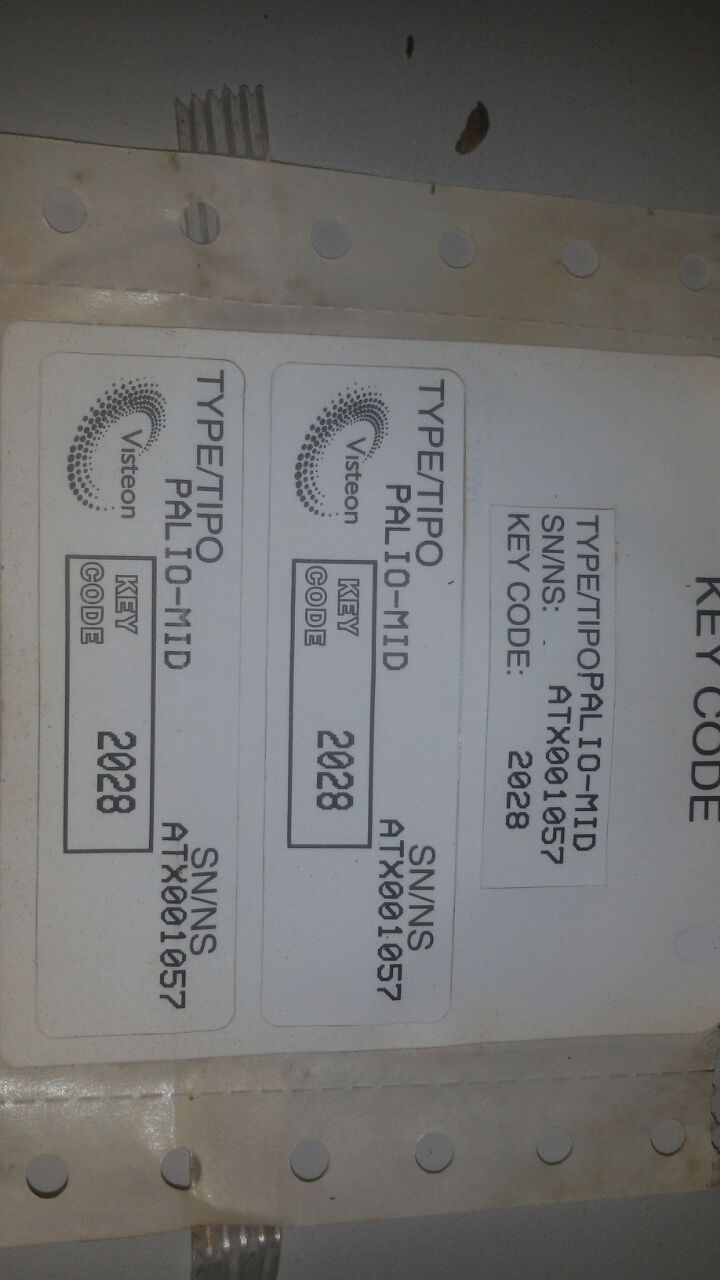 KEY CODE
TYPE/TIPOPALIO-MID
SN/NS: ATX001057
KEY CODE: 2028
TYPE/TIPO SN/NS
PALIO-MID ATX001057
Visteon KEY CODE 2028
TYPE/TIPO SN/NS
PALIO-MID ATX001057
Visteon KEY CODE 2028